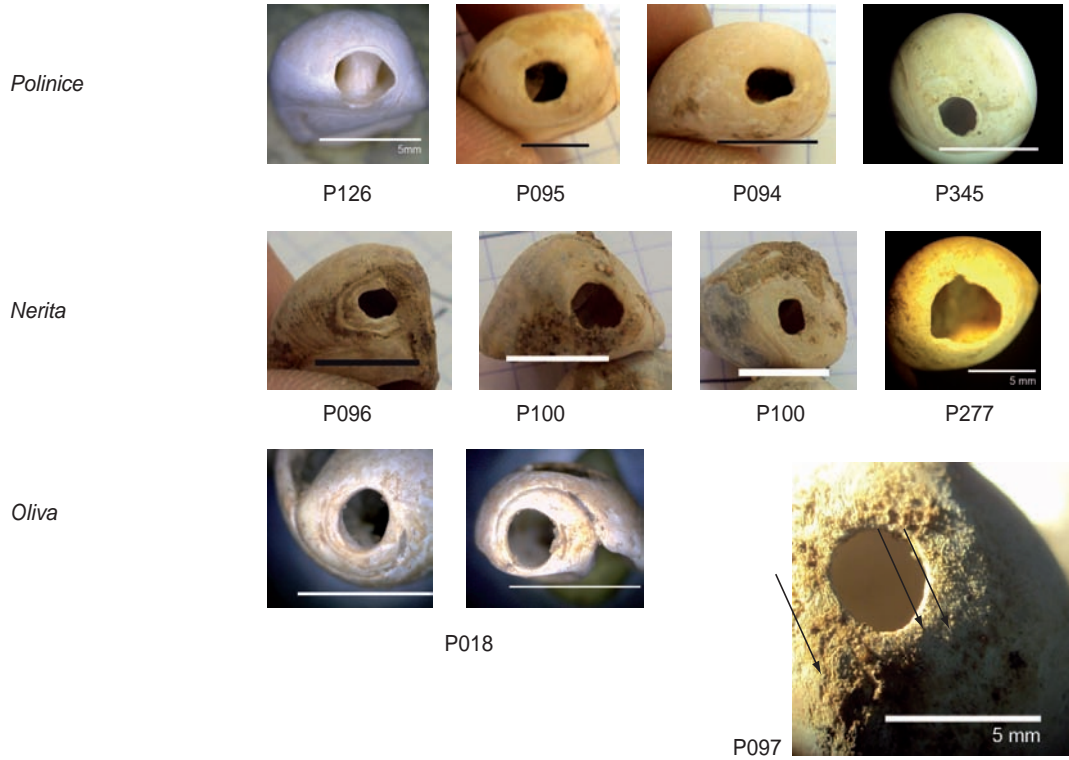 Polinice
5mm
P126 P095 P094 P345
Nerita
5 mm
P096 P100 P100 P277
Oliva
P018
5 mm
P097